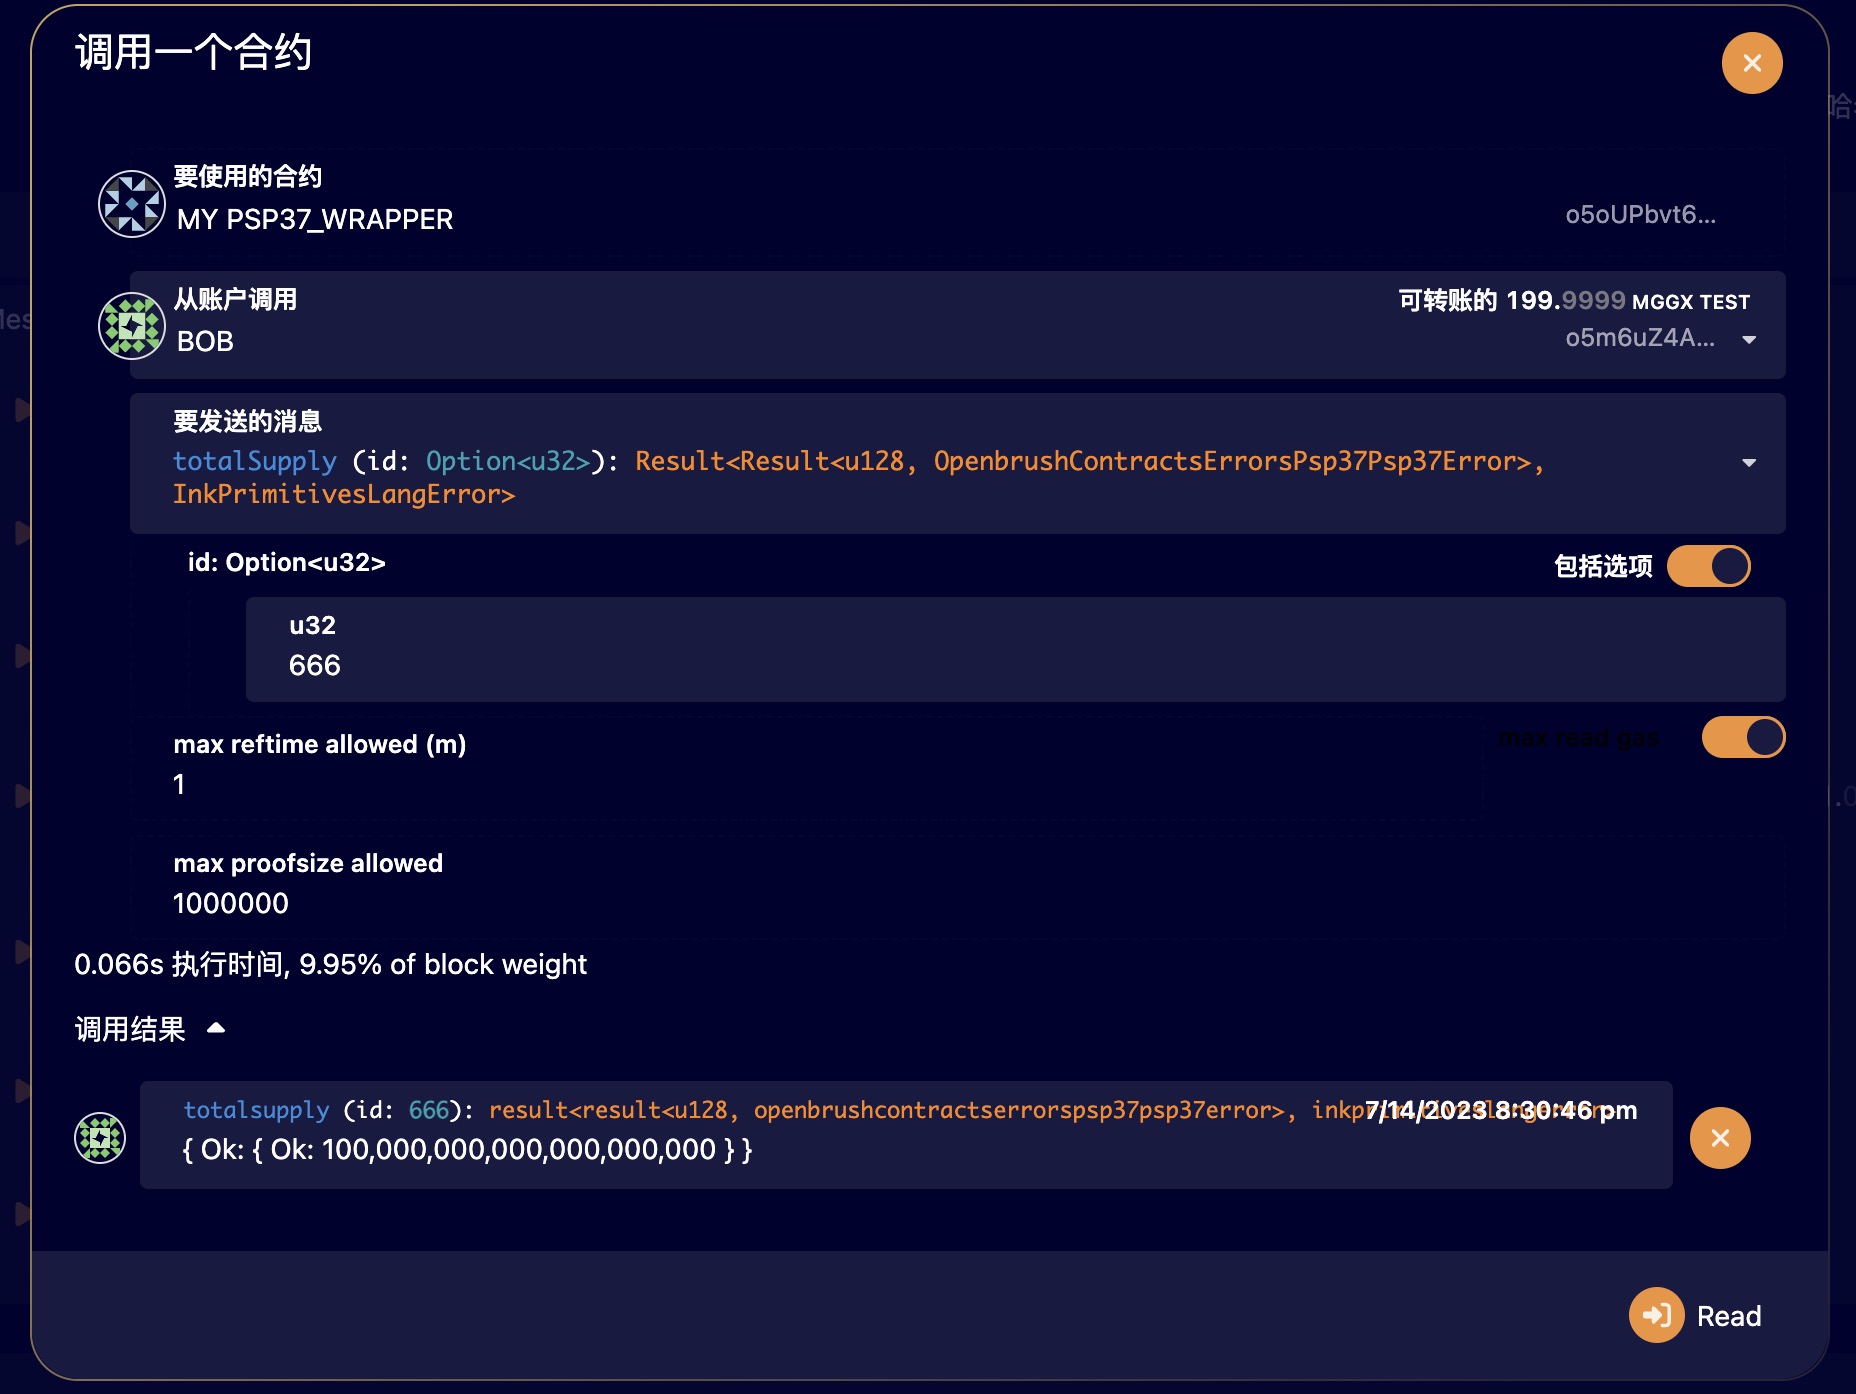 调用一个合约
要使用的合约
MY PSP37_WRAPPER
o5oUPbvt6...
从账户调用
可转账的 199.9999 MGGX TEST
BOB
o5m6uZ4A...
要发送的消息
totalSupply (id: Option<u32>): Result<Result<u128, OpenbrushContractsErrorsPsp37Psp37Error>,
InkPrimitivesLangError>
id: Option<u32>
包括选项
u32
666
max reftime allowed (m)
max read gas
1
max proofsize allowed
1000000
0.066s 执行时间, 9.95% of block weight
调用结果
totalsupply (id: 666): result<result<u128, openbrushcontractserrorspsp37psp37error>, inkprimitiveslangerror>
7/14/2023 8:30:46 pm
{ Ok: { Ok: 100,000,000,000,000,000,000 } }
Read